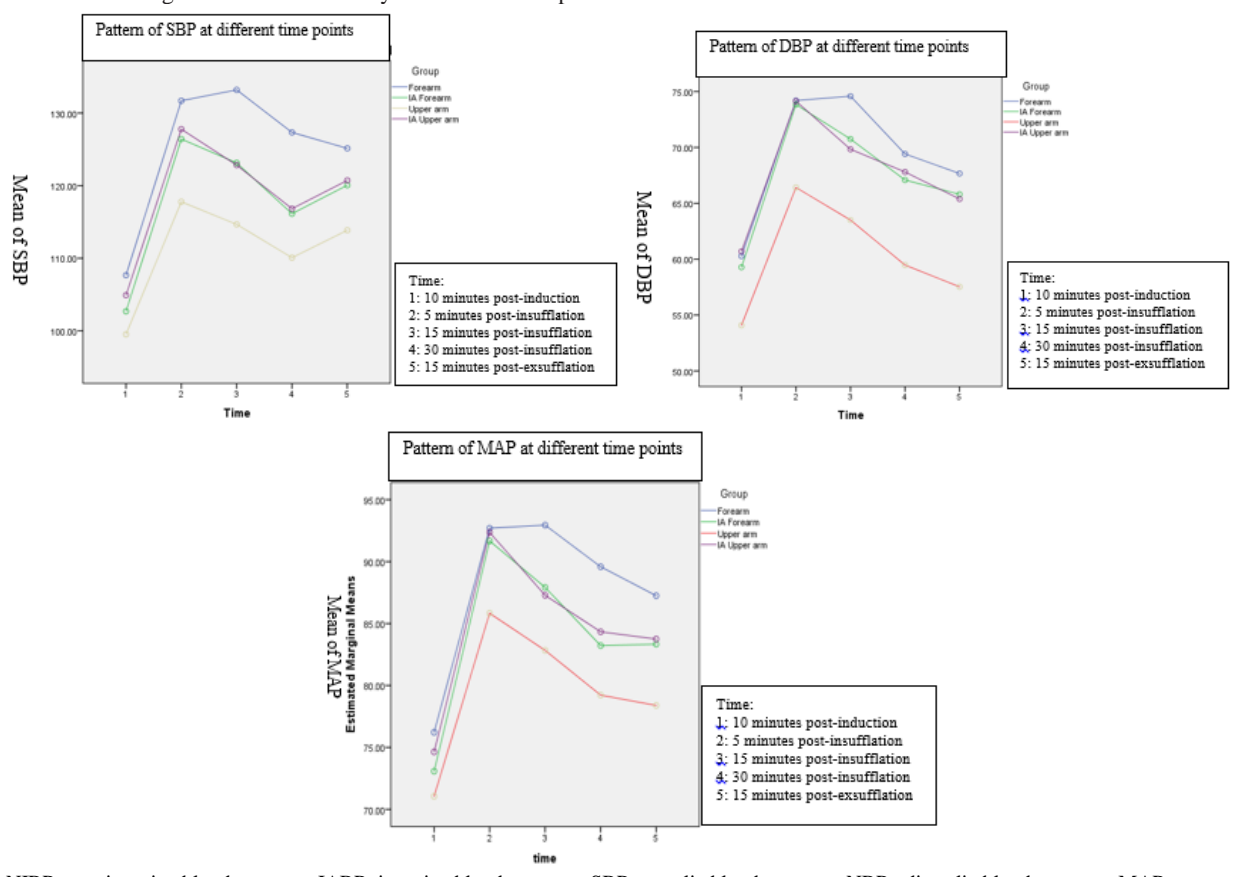 Pattern of SBP at different time points
Group
Forearm
IA Forearm
Upper arm
IA Upper arm
Mean of SBP
130.00
120.00
110.00
100.00
1 2 3 4 5
Time
Time:
1: 10 minutes post-induction
2: 5 minutes post-insufflation
3: 15 minutes post-insufflation
4: 30 minutes post-insufflation
5: 15 minutes post-exsufflation
Pattern of DBP at different time points
Group
Forearm
IA Forearm
Upper arm
IA Upper arm
Mean of DBP
75.00
70.00
65.00
60.00
55.00
50.00
1 2 3 4 5
Time
Time:
1: 10 minutes post-induction
2: 5 minutes post-insufflation
3: 15 minutes post-insufflation
4: 30 minutes post-insufflation
5: 15 minutes post-exsufflation
Pattern of MAP at different time points
Group
Forearm
IA Forearm
Upper arm
IA Upper arm
Mean of MAP
Estimated Marginal Means
95.00
90.00
85.00
80.00
75.00
70.00
1 2 3 4 5
time
Time:
1: 10 minutes post-induction
2: 5 minutes post-insufflation
3: 15 minutes post-insufflation
4: 30 minutes post-insufflation
5: 15 minutes post-exsufflation